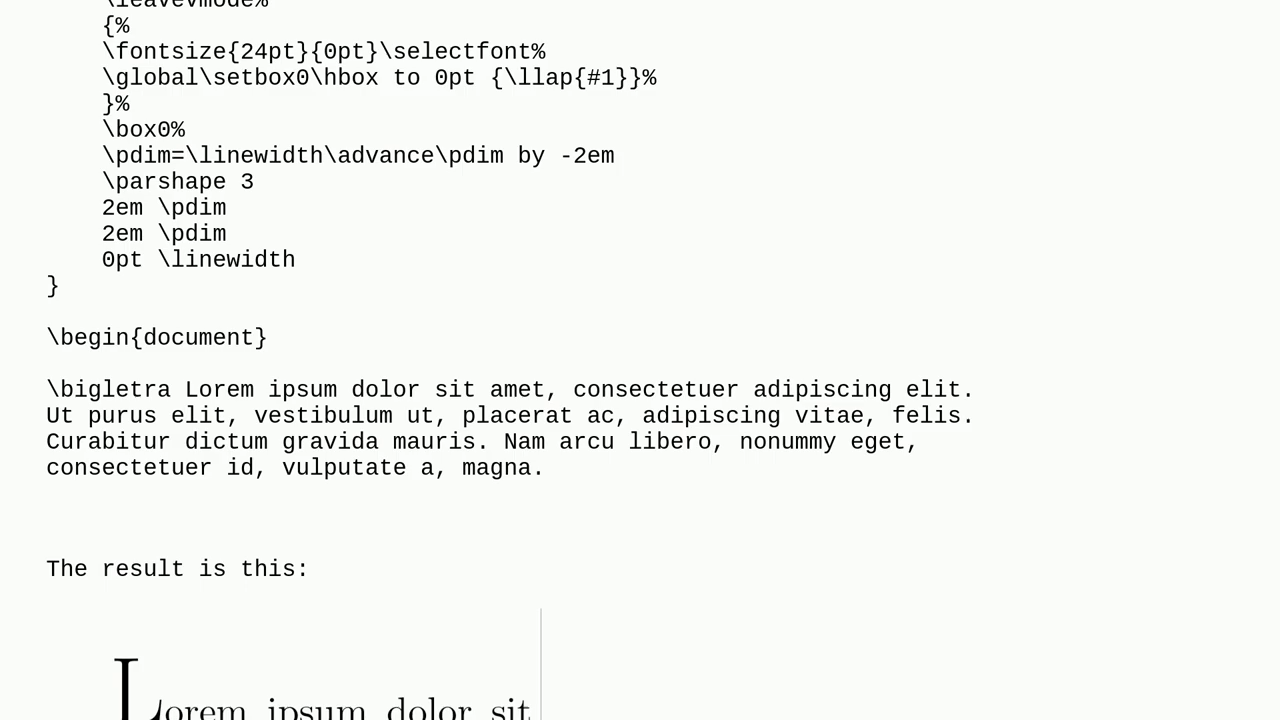 \leavevmode%
{%
\fontsize{24pt}{0pt}\selectfont%
\global\setbox0\hbox to 0pt {\llap{#1}}%
}%
\box0%
\pdim=\linewidth\advance\pdim by -2em
\parshape 3
2em \pdim
2em \pdim
0pt \linewidth
}
\begin{document}
\bigletra Lorem ipsum dolor sit amet, consectetuer adipiscing elit.
Ut purus elit, vestibulum ut, placerat ac, adipiscing vitae, felis.
Curabitur dictum gravida mauris. Nam arcu libero, nonummy eget,
consectetuer id, vulputate a, magna.
The result is this:
Lorem ipsum dolor sit